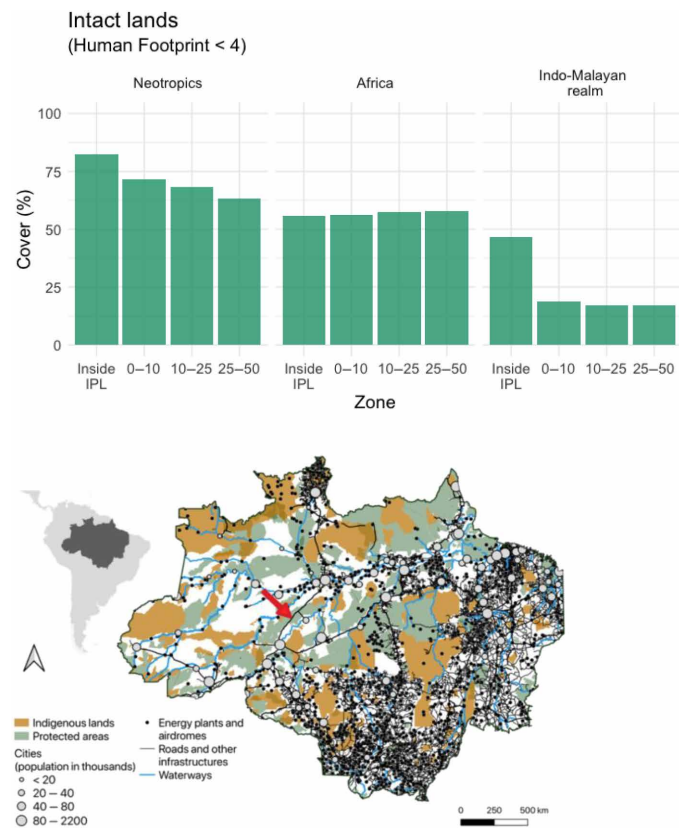 Intact lands
(Human Footprint < 4)
Neotropics
Africa
Indo-Malayan
realm
Cover (%)
100
75
50
25
0
Inside
IPL
0–10
10–25
25–50
Inside
IPL
0–10
10–25
25–50
Inside
IPL
0–10
10–25
25–50
Zone
Indigenous lands
Protected areas
Cities
(population in thousands)
< 20
20 – 40
40 – 80
80 – 2200
Energy plants and
airdromes
Roads and other
infrastructures
Waterways
0 250 500 km